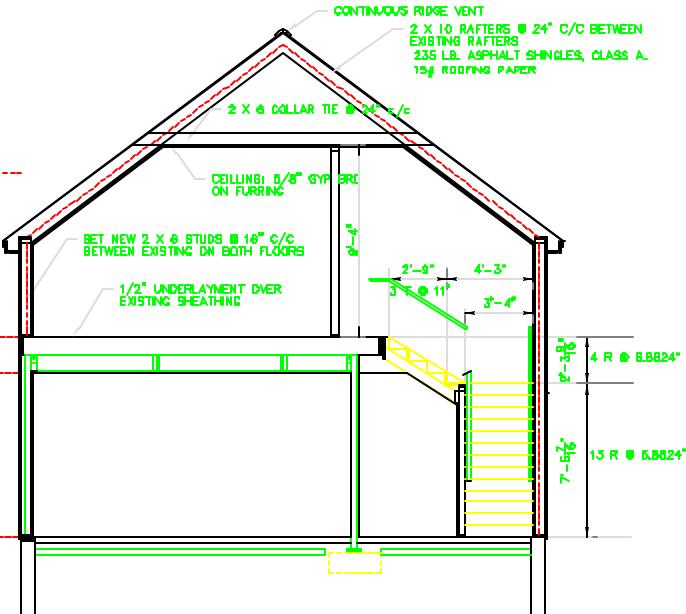 CONTINUOUS RIDGE VENT
2 X 10 RAFTERS @ 24" C/C BETWEEN
EXISTING RAFTERS
235 LB. ASPHALT SHINGLES, CLASS A.
15# ROOFING PAPER
2 X 6 COLLAR TIE @ 24" c/c
CEILING: 5/8" GYP BRD
ON FURRING
SET NEW 2 X 6 STUDS @ 16" C/C
BETWEEN EXISTING ON BOTH FLOORS
1/2" UNDERLAYMENT OVER
EXISTING SHEATHING
2'-9" 4'-3"
3 T @ 11"
3'-4"
4 R @ 6.8824"
13 R @ 6.8824"